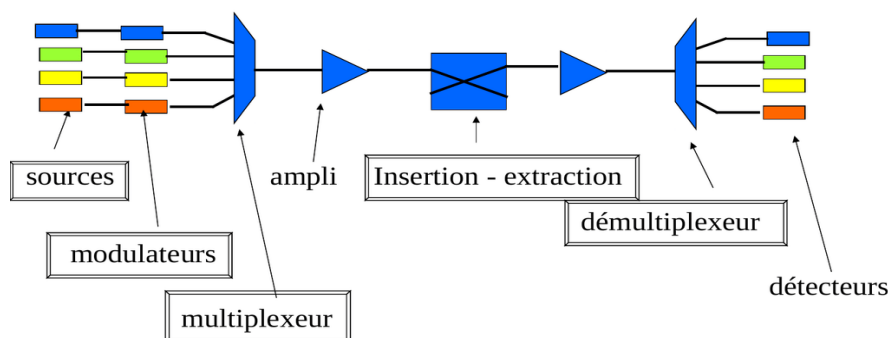 sources
ampli
Insertion - extraction
modulateurs
démultiplexeur
détecteurs
multiplexeur